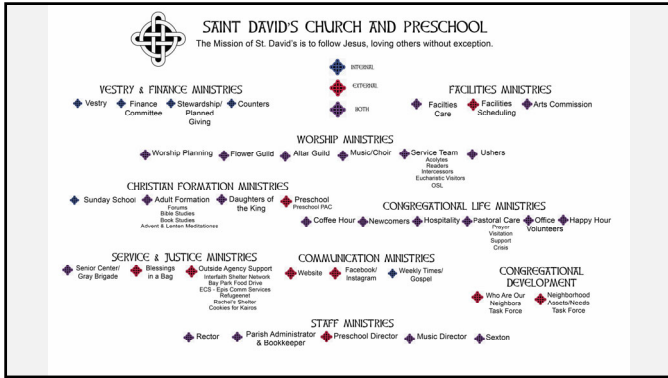 SAINT DAVID'S CHURCH AND PRESCHOOL
The Mission of St. David's is to follow Jesus, loving others without exception.
INTERNAL
EXTERNAL
BOTH
VESTRY & FINANCE MINISTRIES
Vestry
Finance
Committee
Stewardship/
Planned
Giving
Counters
FACILITIES MINISTRIES
Facilties
Care
Facilities
Scheduling
Arts Commission
WORSHIP MINISTRIES
Worship Planning
Flower Guild
Altar Guild
Music/Choir
Service Team
Acolytes
Readers
Intercessors
Eucharistic Visitors
OSL
Ushers
CHRISTIAN FORMATION MINISTRIES
Sunday School
Adult Formation
Forums
Bible Studies
Book Studies
Advent & Lenten Meditationes
Daughters of
the King
Preschool
Preschool PAC
CONGREGATIONAL LIFE MINISTRIES
Coffee Hour
Newcomers
Hospitality
Pastoral Care
Prayer
Visitation
Support
Crisis
Office
Volunteers
Happy Hour
SERVICE & JUSTICE MINISTRIES
Senior Center/
Gray Brigade
Blessings
in a Bag
Outside Agency Support
Interfaith Shelter Network
Bay Park Food Drive
ECS - Epis Comm Services
Refugeenet
Rachel's Shelter
Cookies for Kairos
COMMUNICATION MINISTRIES
Website
Facebook/
Instagram
Weekly Times/
Gospel
CONGREGATIONAL
DEVELOPMENT
Who Are Our
Neighbors
Task Force
Neighborhood
Assets/Needs
Task Force
STAFF MINISTRIES
Rector
Parish Administrator
& Bookkeeper
Preschool Director
Music Director
Sexton